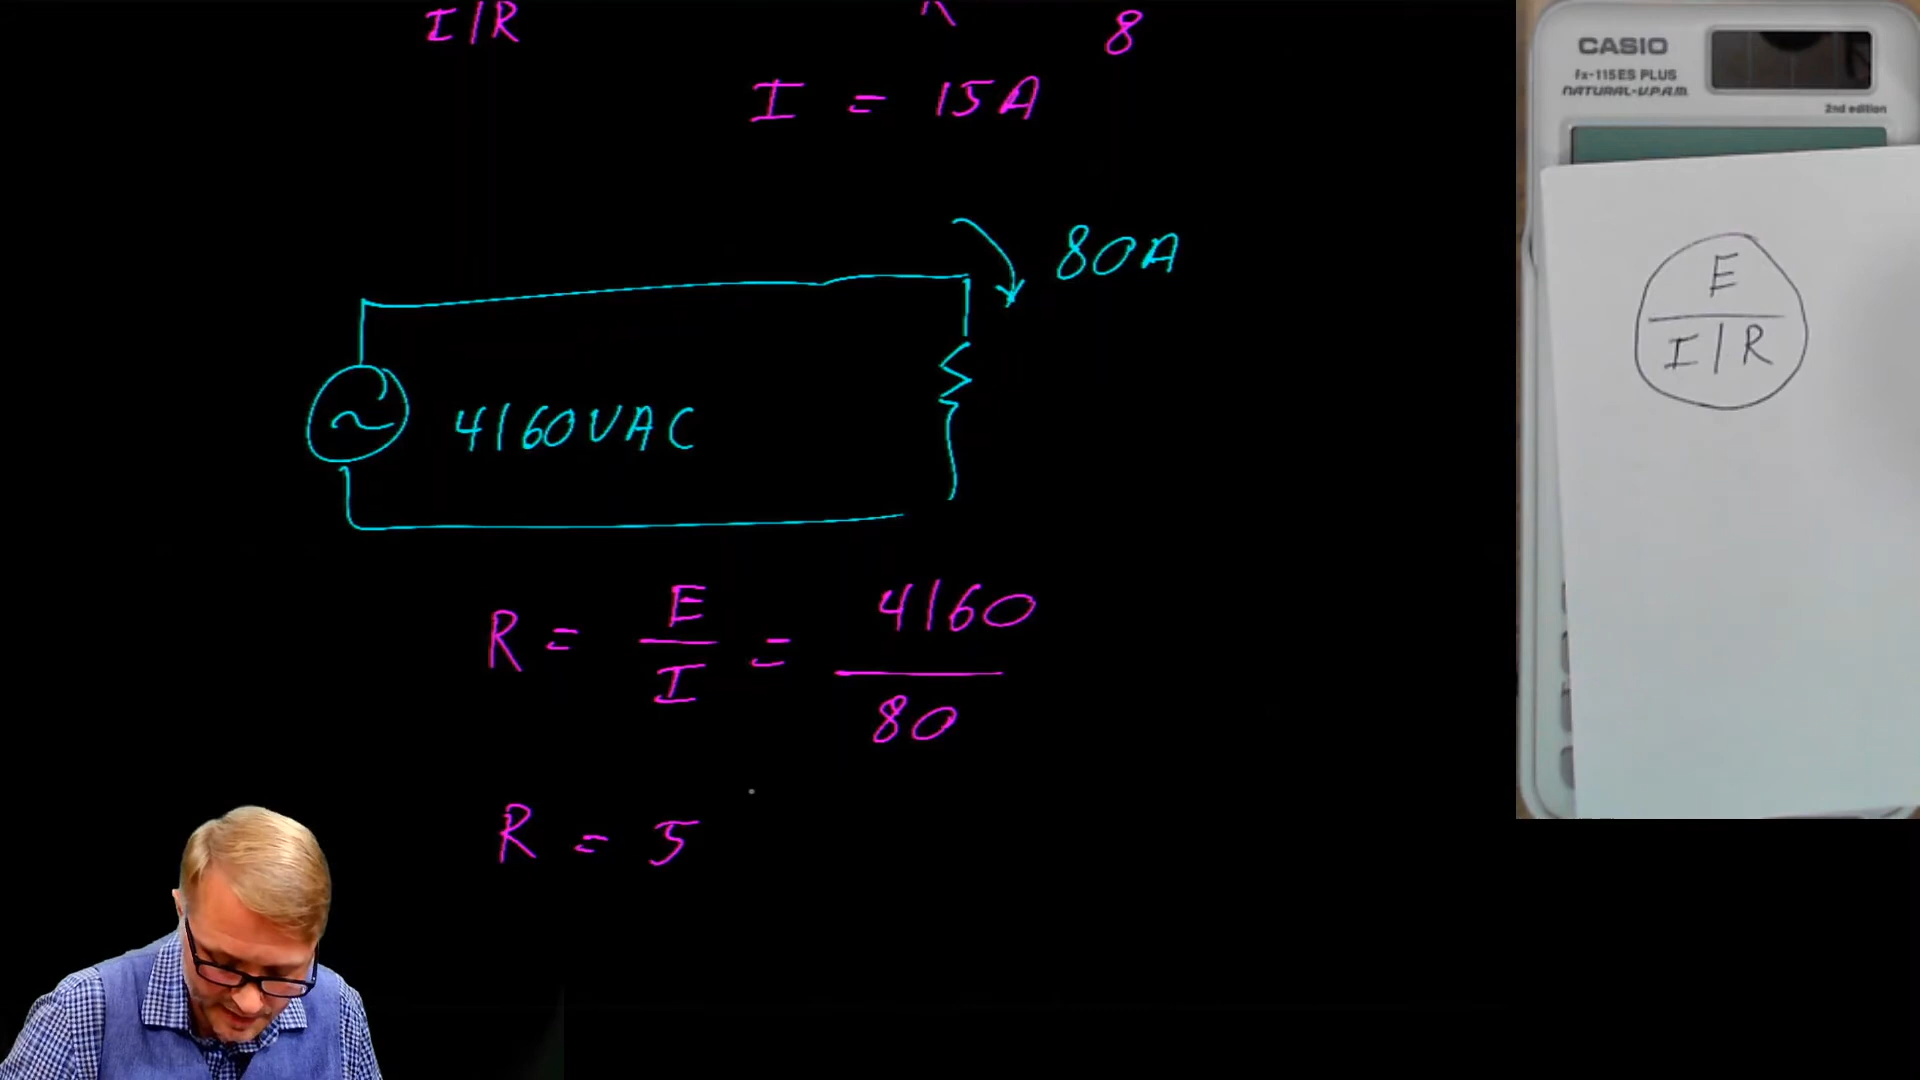 I/R
8
I = 15A
80A
4160VAC
R = E/I = 4160/80
R = 5
CASIO
fx-115ES PLUS
NATURAL-V.P.A.M.
2nd edition
E
I/R